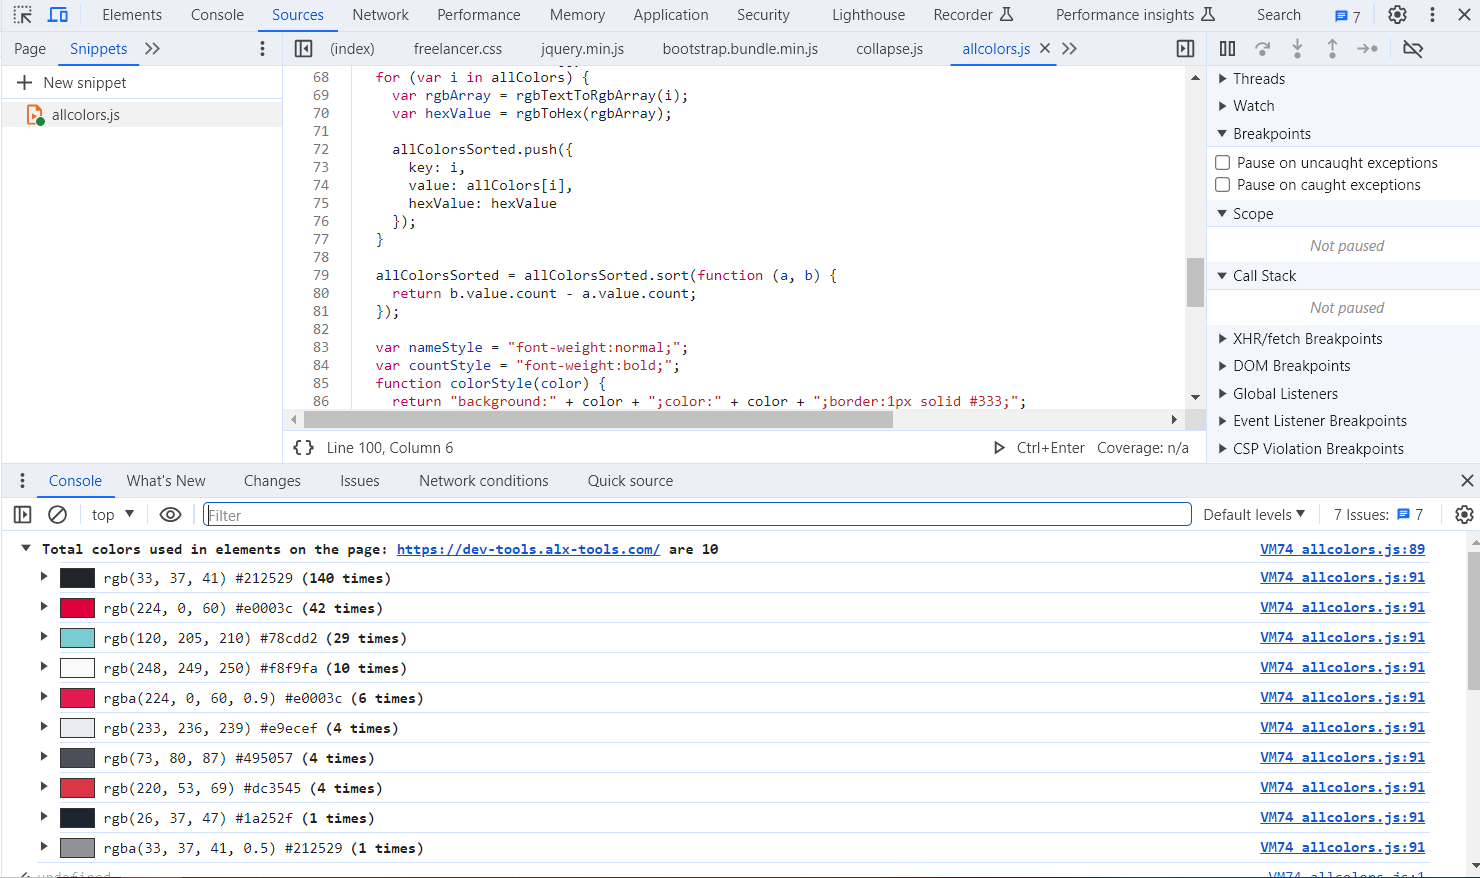 Elements Console Sources Network Performance Memory Application Security Lighthouse Recorder Performance insights Search 7
Page Snippets (index) freelancer.css jquery.min.js bootstrap.bundle.min.js collapse.js allcolors.js
New snippet
allcolors.js
68 for (var i in allColors) {
69 var rgbArray = rgbTextToRgbArray(i);
70 var hexValue = rgbToHex(rgbArray);
71
72 allColorsSorted.push({
73 key: i,
74 value: allColors[i],
75 hexValue: hexValue
76 });
77 }
78
79 allColorsSorted = allColorsSorted.sort(function (a, b) {
80 return b.value.count - a.value.count;
81 });
82
83 var nameStyle = "font-weight:normal;";
84 var countStyle = "font-weight:bold;";
85 function colorStyle(color) {
86 return "background:" + color + ";color:" + color + ";border:1px solid #333;";
{} Line 100, Column 6 Ctrl+Enter Coverage: n/a
Threads
Watch
Breakpoints
Pause on uncaught exceptions
Pause on caught exceptions
Scope
Not paused
Call Stack
Not paused
XHR/fetch Breakpoints
DOM Breakpoints
Global Listeners
Event Listener Breakpoints
CSP Violation Breakpoints
Console What's New Changes Issues Network conditions Quick source
top Filter Default levels 7 Issues: 7
Total colors used in elements on the page: https://dev-tools.alx-tools.com/ are 10 VM74 allcolors.js:89
rgb(33, 37, 41) #212529 (140 times) VM74 allcolors.js:91
rgb(224, 0, 60) #e0003c (42 times) VM74 allcolors.js:91
rgb(120, 205, 210) #78cdd2 (29 times) VM74 allcolors.js:91
rgb(248, 249, 250) #f8f9fa (10 times) VM74 allcolors.js:91
rgba(224, 0, 60, 0.9) #e0003c (6 times) VM74 allcolors.js:91
rgb(233, 236, 239) #e9ecef (4 times) VM74 allcolors.js:91
rgb(73, 80, 87) #495057 (4 times) VM74 allcolors.js:91
rgb(220, 53, 69) #dc3545 (4 times) VM74 allcolors.js:91
rgb(26, 37, 47) #1a252f (1 times) VM74 allcolors.js:91
rgba(33, 37, 41, 0.5) #212529 (1 times) VM74 allcolors.js:91
undefined VM74 allcolors.js:1